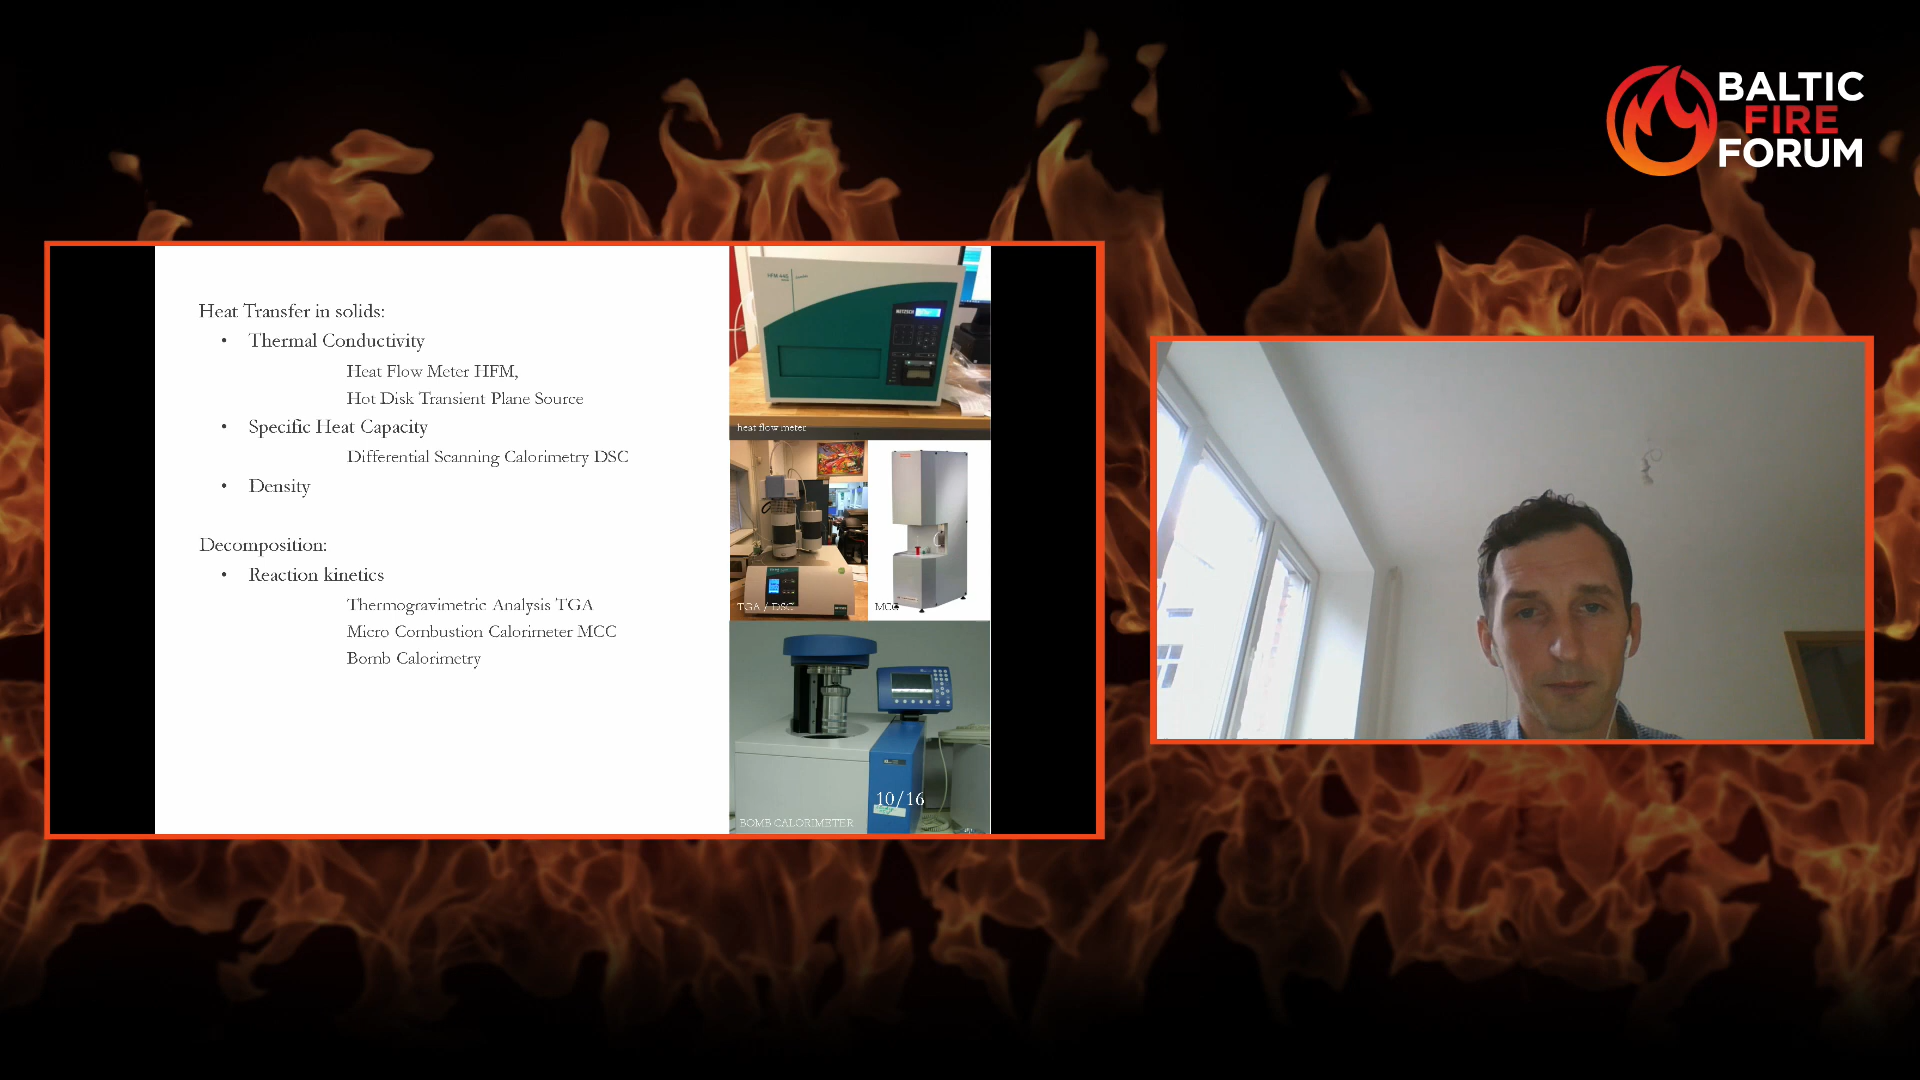 BALTIC
FIRE
FORUM
Heat Transfer in solids:
• Thermal Conductivity
Heat Flow Meter HFM,
Hot Disk Transient Plane Source
• Specific Heat Capacity
Differential Scanning Calorimetry DSC
• Density
Decomposition:
• Reaction kinetics
Thermogravimetric Analysis TGA
Micro Combustion Calorimeter MCC
Bomb Calorimetry
NETZSCH
heat flow meter
TGA / DSC
MCC
10/16
BOMB CALORIMETER